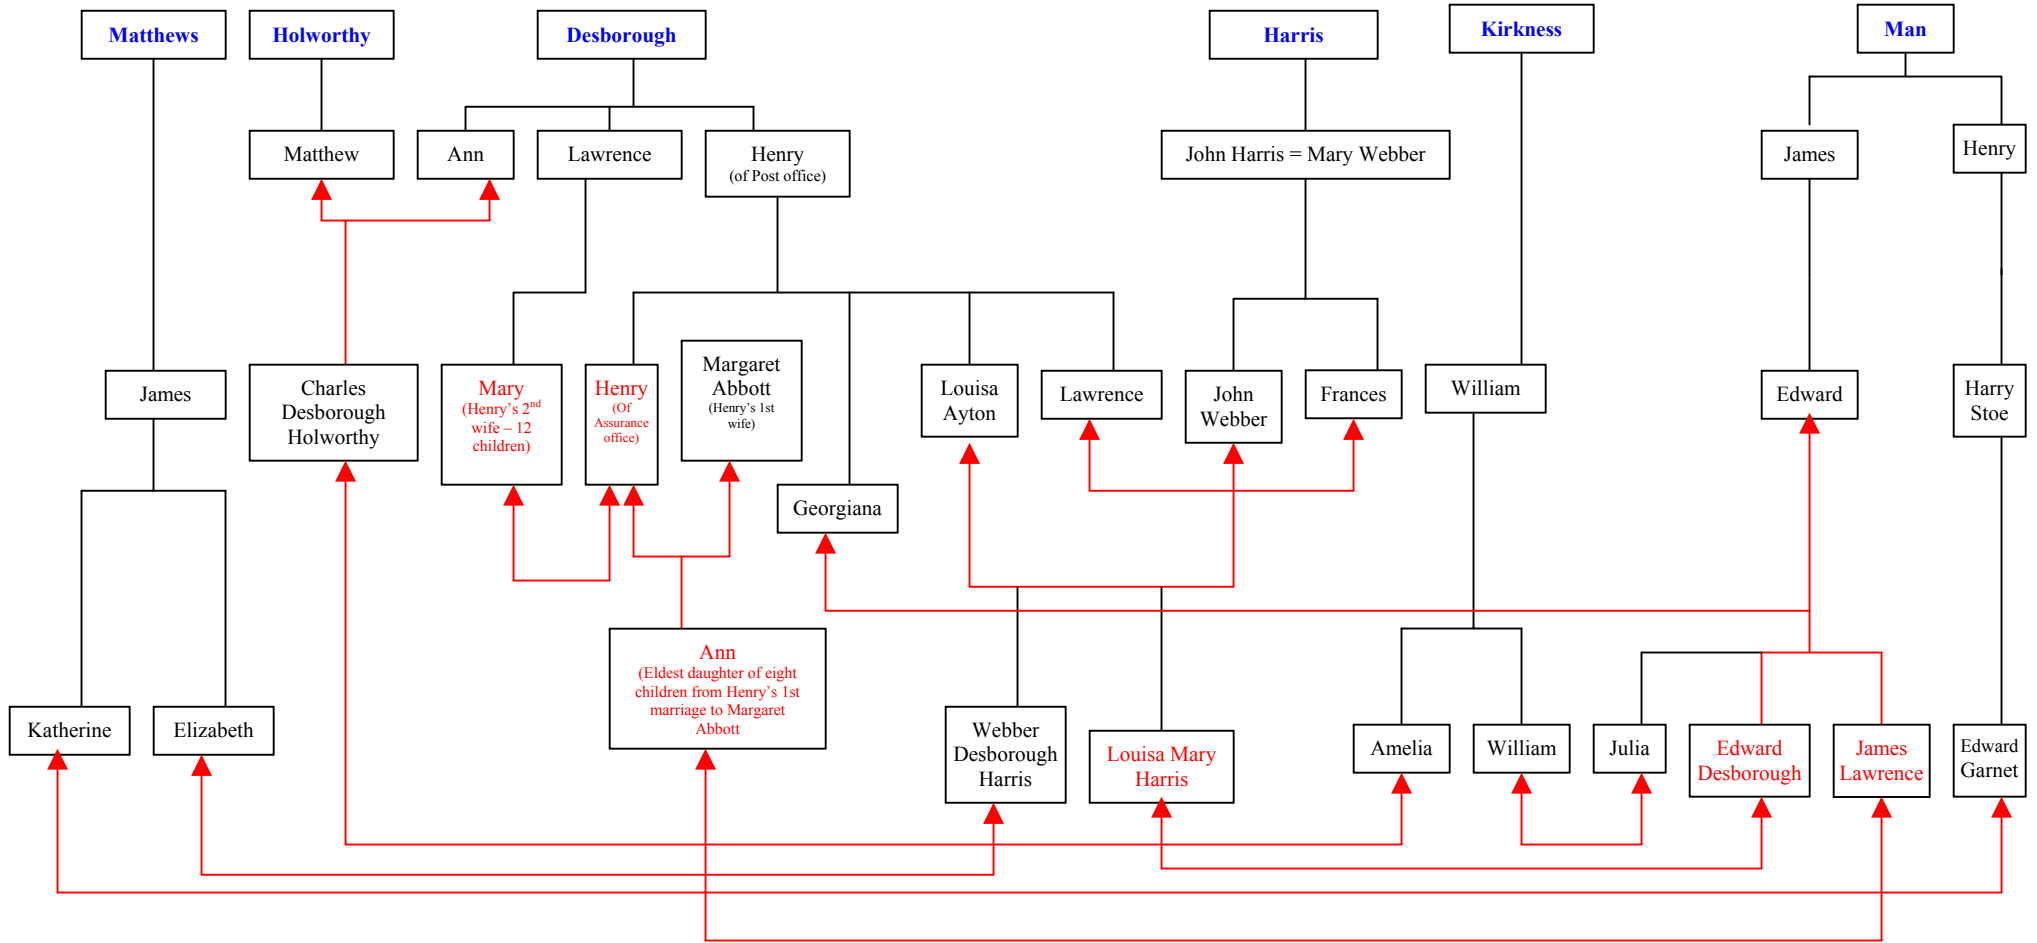 Matthews
Holworthy
Desborough
Harris
Kirkness
Man
Matthew
Ann
Lawrence
Henry
(of Post office)
John Harris = Mary Webber
James
Henry
James
Charles
Desborough
Holworthy
Mary
(Henry’s 2nd
wife – 12
children)
Henry
(Of
Assurance
office)
Margaret
Abbott
(Henry’s 1st
wife)
Georgiana
Louisa
Ayton
Lawrence
John
Webber
Frances
William
Edward
Harry
Stoe
Katherine
Elizabeth
Ann
(Eldest daughter of eight
children from Henry’s 1st
marriage to Margaret
Abbott
Webber
Desborough
Harris
Louisa Mary
Harris
Amelia
William
Julia
Edward
Desborough
James
Lawrence
Edward
Garnet